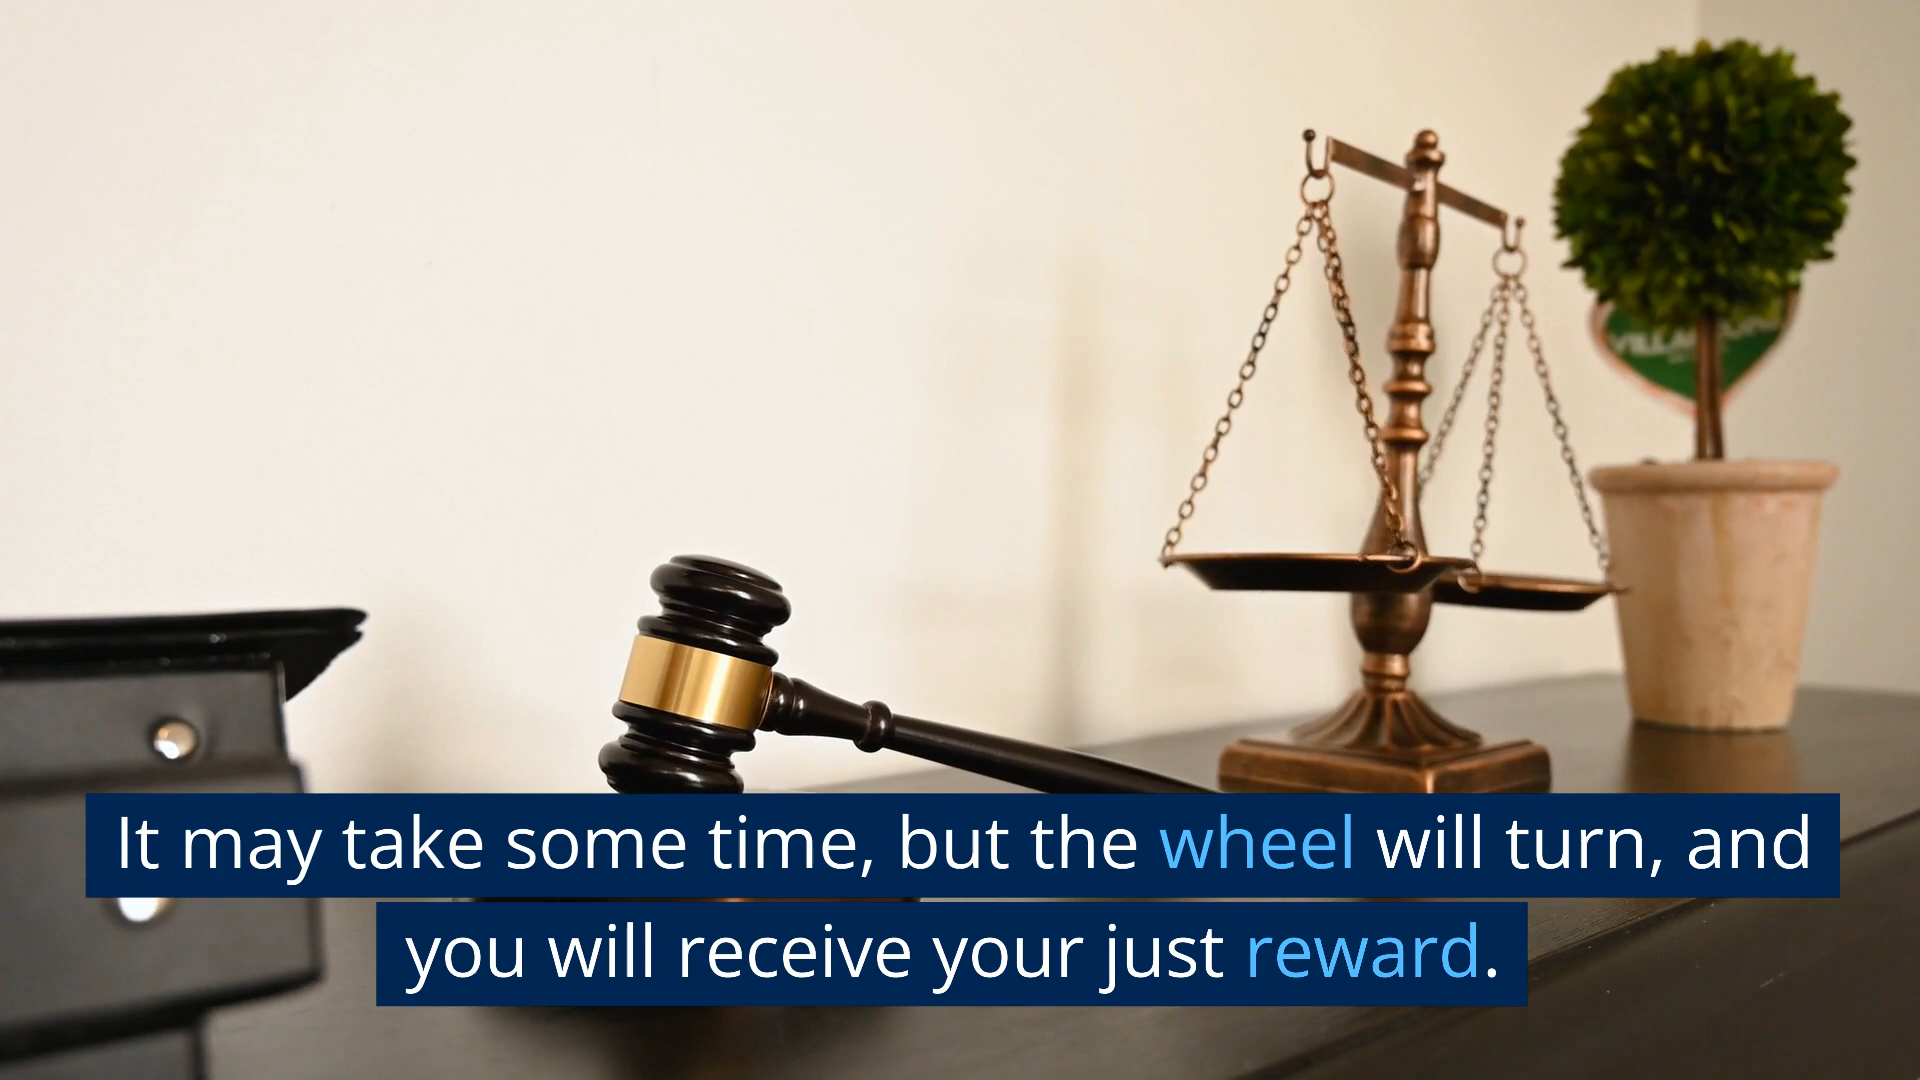 It may take some time, but the wheel will turn, and
you will receive your just reward.